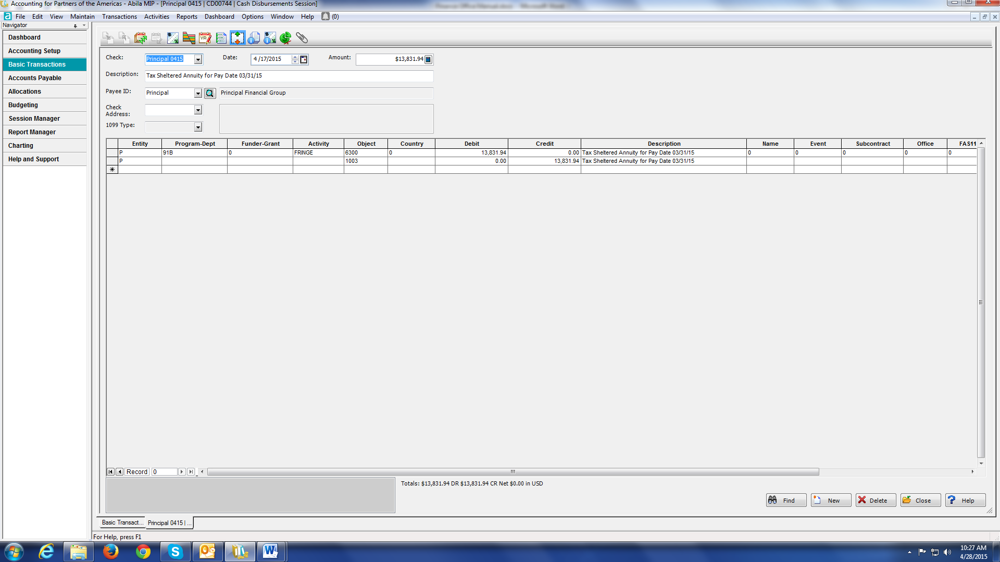 Accounting for Partners of the Americas - Abila MIP - [Principal 0415 | CD00744 | Cash Disbursements Session]
File Edit View Maintain Transactions Activities Reports Dashboard Options Window Help (0)
Navigator
Dashboard
Accounting Setup
Basic Transactions
Accounts Payable
Allocations
Budgeting
Session Manager
Report Manager
Charting
Help and Support
Check: Principal 0415 Date: 4 /17/2015 Amount: $13,831.94
Description: Tax Sheltered Annuity for Pay Date 03/31/15
Payee ID: Principal Principal Financial Group
Check Address:
1099 Type:
Entity Program-Dept Funder-Grant Activity Object Country Debit Credit Description Name Event Subcontract Office FAS11
P 91B 0 FRINGE 6300 0 13,831.94 0.00 Tax Sheltered Annuity for Pay Date 03/31/15 0 0 0 0 0
P 1003 0.00 13,831.94 Tax Sheltered Annuity for Pay Date 03/31/15
Record 0
Totals: $13,831.94 DR $13,831.94 CR Net $0.00 in USD
Find New Delete Close Help
Basic Transact... Principal 0415 | ...
For Help, press F1
10:27 AM
4/28/2015